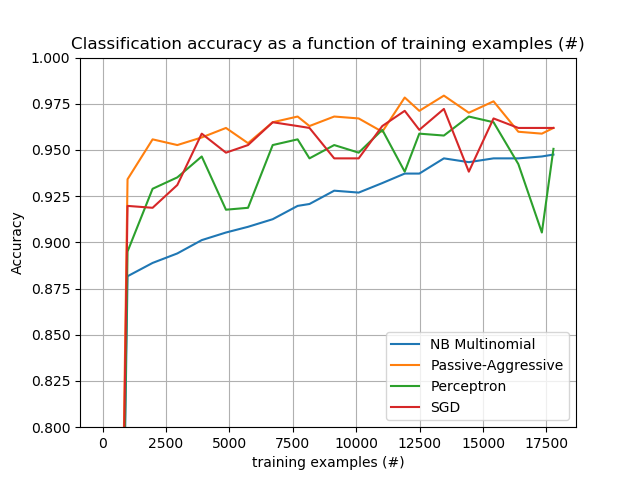 Classification accuracy as a function of training examples (#)
1.000
0.975
0.950
0.925
0.900
0.875
0.850
0.825
0.800
Accuracy
NB Multinomial
Passive-Aggressive
Perceptron
SGD
0 2500 5000 7500 10000 12500 15000 17500
training examples (#)